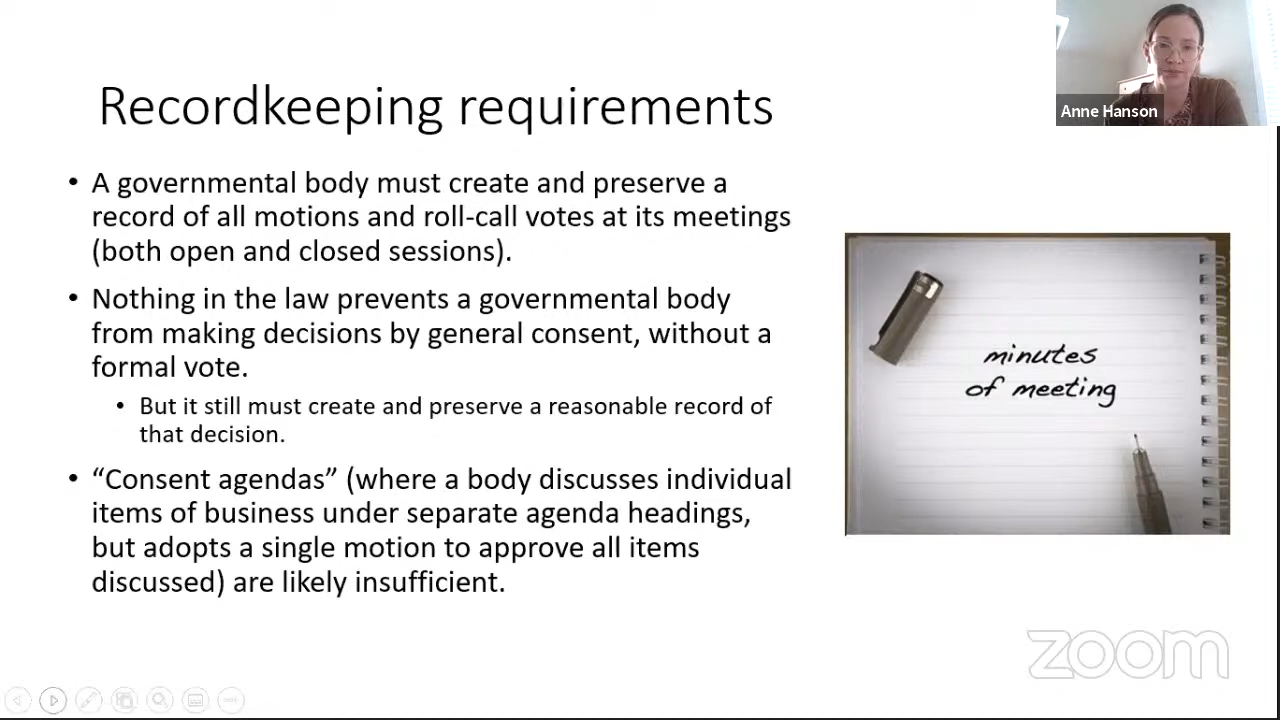 Recordkeeping requirements
Anne Hanson
• A governmental body must create and preserve a
record of all motions and roll-call votes at its meetings
(both open and closed sessions).
• Nothing in the law prevents a governmental body
from making decisions by general consent, without a
formal vote.
• But it still must create and preserve a reasonable record of
that decision.
• “Consent agendas” (where a body discusses individual
items of business under separate agenda headings,
but adopts a single motion to approve all items
discussed) are likely insufficient.
minutes
of meeting
zoom